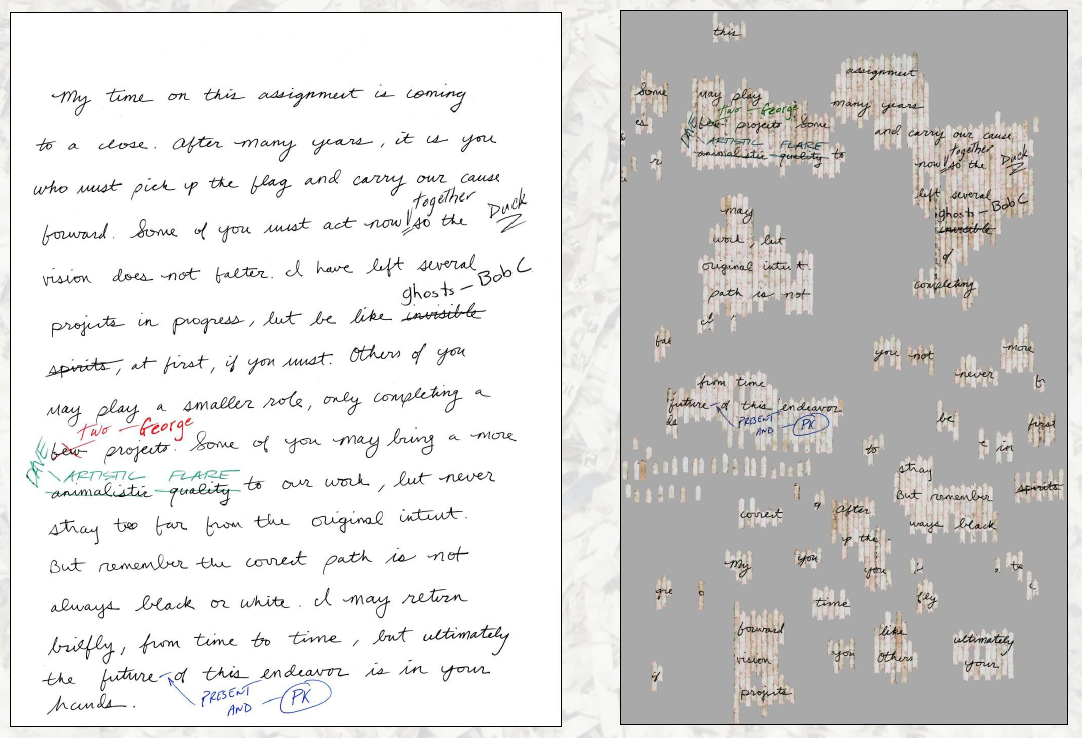 My time on this assignment is coming
to a close. After many years, it is you
who must pick up the flag and carry our cause
together
forward. Some of you must act now! so the Duck
vision does not falter. I have left several
ghosts - Bob C
projects in progress, but be like invisible
spirits, at first, if you must. Others of you
may play a smaller role, only completing a
Two - George
few projects. Some of you may bring a more
DAVE ARTISTIC FLARE
animalistic quality to our work, but never
stray too far from the original intent.
But remember the correct path is not
always black or white. I may return
briefly, from time to time, but ultimately
the future of this endeavor is in your
PRESENT AND - PK
hands.
this
assignment
many years
Some
may play
Two - George
few projects Some
DAVE ARTISTIC FLARE
animalistic quality to
es
r
and carry our cause
together
now! so the Duck
left several
ghosts - Bob C
invisible
of
completing
may
work, but
original intent
path is not
I
fal
you not
more
never
from time
future of this endeavor
ds
PRESENT AND - PK
be
first
to
in
stray
But remember
ways black
spirits
correct
After
up the
you
My
you
time
forward
vision
projects
you
like
Others
ultimately
your
if